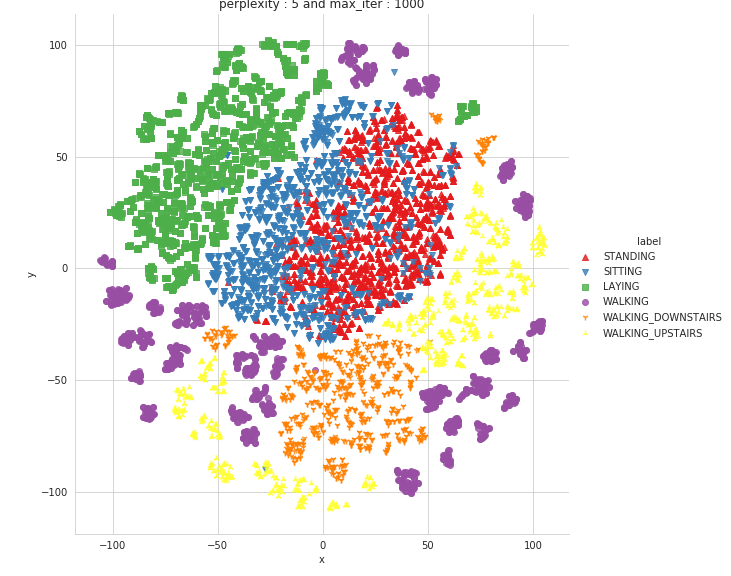 perplexity : 5 and max_iter : 1000
100
50
0
−50
−100
y
−100
−50
0
50
100
x
label
STANDING
SITTING
LAYING
WALKING
WALKING_DOWNSTAIRS
WALKING_UPSTAIRS